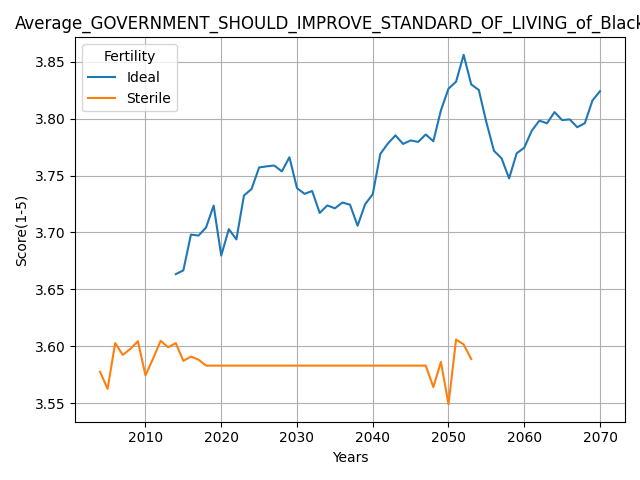 Average_GOVERNMENT_SHOULD_IMPROVE_STANDARD_OF_LIVING_of_Black
Fertility
Ideal
Sterile
3.85
3.80
3.75
3.70
3.65
3.60
3.55
Score(1-5)
2010 2020 2030 2040 2050 2060 2070
Years